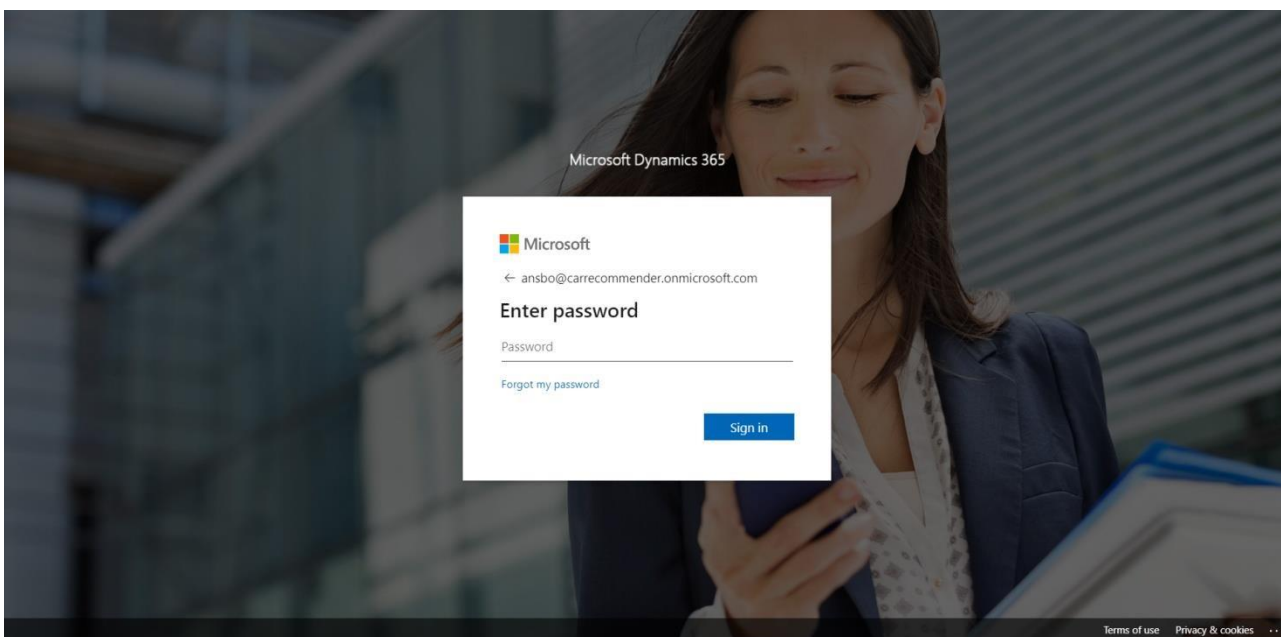 Microsoft Dynamics 365
Microsoft
← ansbo@carrecommender.onmicrosoft.com
Enter password
Password
Forgot my password
Sign in
Terms of use Privacy & cookies